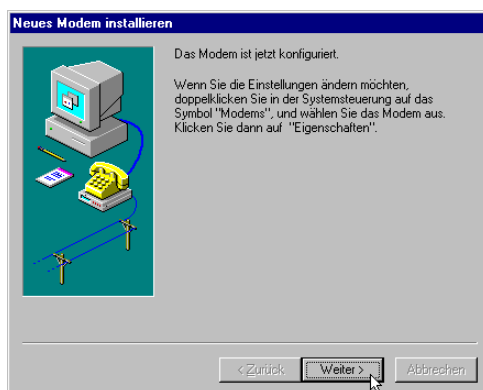 Neues Modem installieren
Das Modem ist jetzt konfiguriert.
Wenn Sie die Einstellungen ändern möchten,
doppelklicken Sie in der Systemsteuerung auf das
Symbol "Modems", und wählen Sie das Modem aus.
Klicken Sie dann auf "Eigenschaften".
< Zurück
Weiter >
Abbrechen